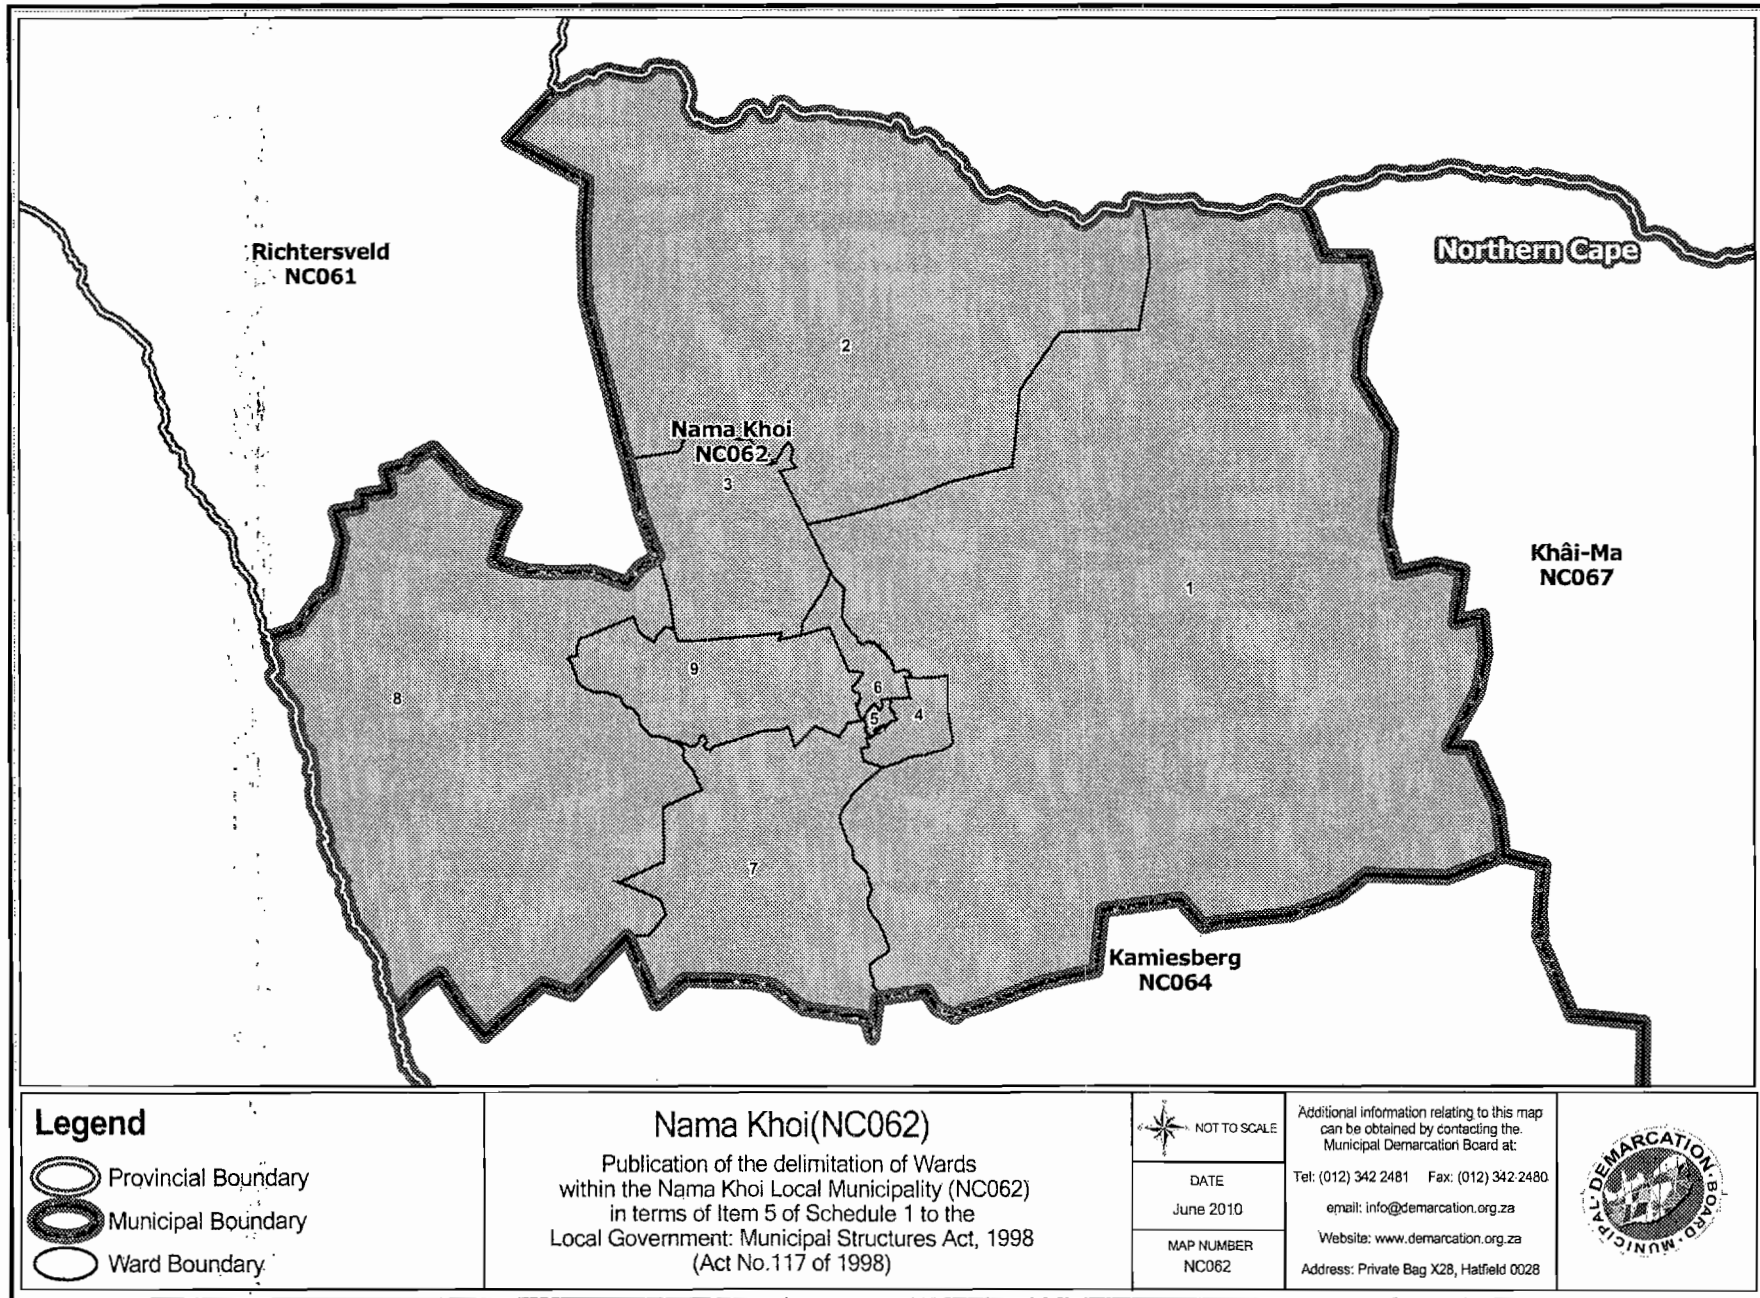 Richtersveld
NC061
Northern Cape
2
Nama Khoi
NC062
3
Khâi-Ma
NC067
1
9
8
6
5
4
7
Kamiesberg
NC064
Legend
Provincial Boundary
Municipal Boundary
Ward Boundary
Nama Khoi(NC062)
Publication of the delimitation of Wards
within the Nama Khoi Local Municipality (NC062)
in terms of Item 5 of Schedule 1 to the
Local Government: Municipal Structures Act, 1998
(Act No.117 of 1998)
NOT TO SCALE
DATE
June 2010
MAP NUMBER
NC062
Additional information relating to this map
can be obtained by contacting the
Municipal Demarcation Board at:
Tel: (012) 342 2481 Fax: (012) 342-2480
email: info@demarcation.org.za
Website: www.demarcation.org.za
Address: Private Bag X28, Hatfield 0028
MUNICIPAL · DEMARCATION · BOARD